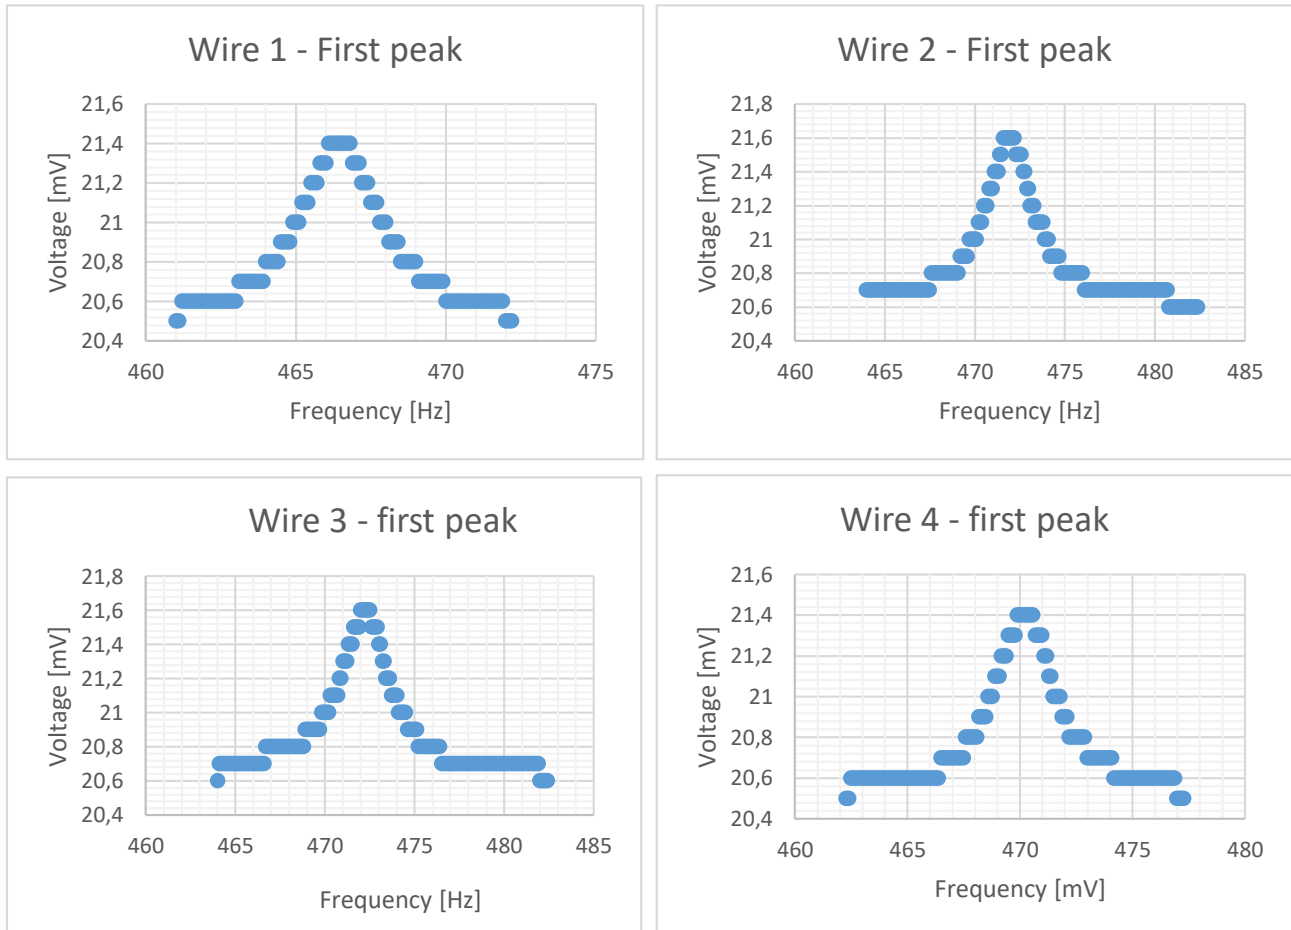 Wire 1 - First peak
21,6
21,4
21,2
21
20,8
20,6
20,4
Voltage [mV]
460 465 470 475
Frequency [Hz]
Wire 2 - First peak
21,8
21,6
21,4
21,2
21
20,8
20,6
20,4
Voltage [mV]
460 465 470 475 480 485
Frequency [Hz]
Wire 3 - first peak
21,8
21,6
21,4
21,2
21
20,8
20,6
20,4
Voltage [mV]
460 465 470 475 480 485
Frequency [Hz]
Wire 4 - first peak
21,6
21,4
21,2
21
20,8
20,6
20,4
Voltage [mV]
460 465 470 475 480
Frequency [mV]